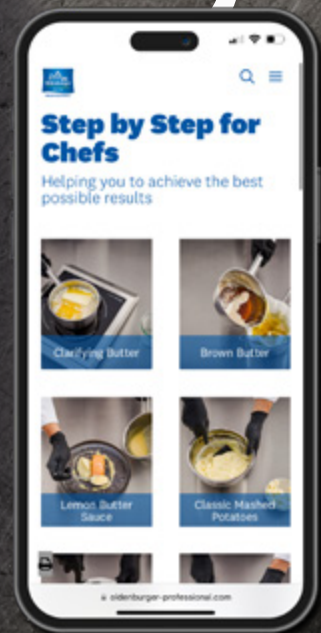 Step by Step for
Chefs
Helping you to achieve the best
possible results
Clarifying Butter
Brown Butter
Lemon Butter
Sauce
Classic Mashed
Potatoes
oldenburger-professional.com